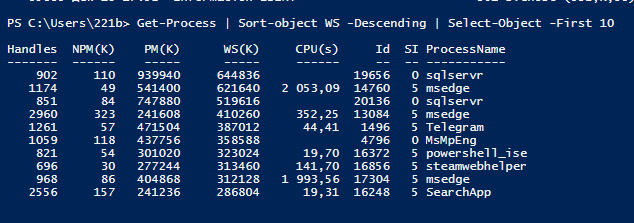 PS C:\Users\221b> Get-Process | Sort-object WS -Descending | Select-Object -First 10
Handles NPM(K) PM(K) WS(K) CPU(s) Id SI ProcessName
------- ------ ----- ----- ------ -- -- -----------
902 110 939940 644836 19656 0 sqlservr
1174 49 541400 621640 2 053,09 14760 5 msedge
851 84 747880 519616 20136 0 sqlservr
2960 323 241608 410260 352,25 13084 5 msedge
1261 57 471504 387012 44,41 1496 5 Telegram
1059 118 437756 358588 4796 0 MsMpEng
821 54 301020 323024 19,70 16372 5 powershell_ise
696 30 277244 313460 141,70 16856 5 steamwebhelper
968 86 404868 312128 1 993,56 17304 5 msedge
2556 157 241236 286804 19,31 16248 5 SearchApp